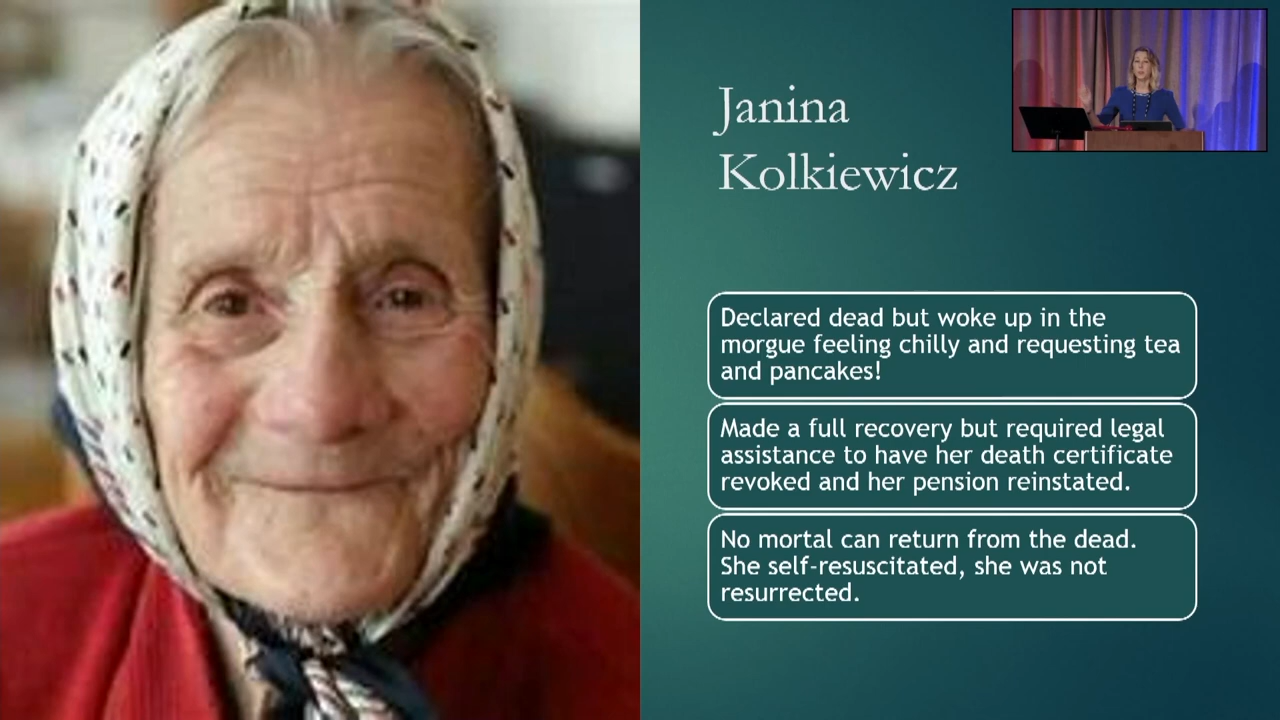 Janina
Kolkiewicz
Declared dead but woke up in the
morgue feeling chilly and requesting tea
and pancakes!
Made a full recovery but required legal
assistance to have her death certificate
revoked and her pension reinstated.
No mortal can return from the dead.
She self-resuscitated, she was not
resurrected.